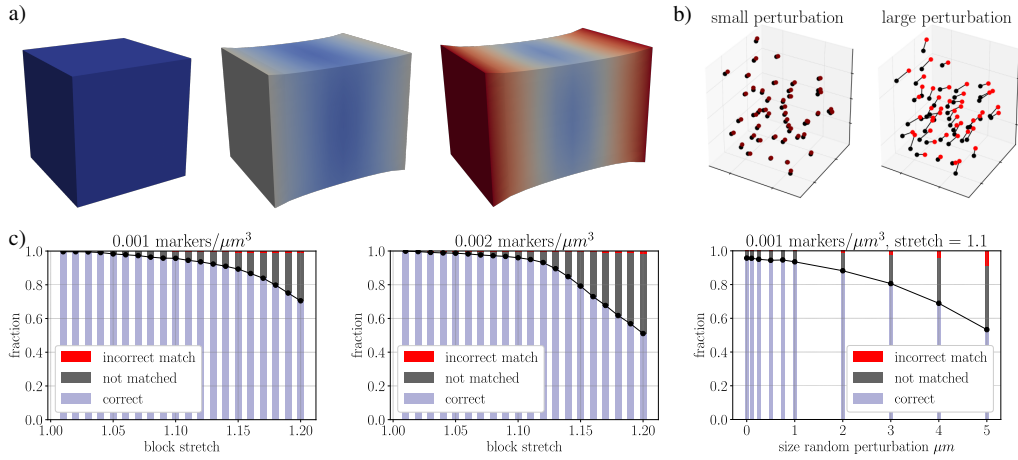 a)
b)
small perturbation
large perturbation
c)
0.001 markers/μm³
fraction
1.0
0.8
0.6
0.4
0.2
0.0
incorrect match
not matched
correct
1.00
1.05
1.10
1.15
1.20
block stretch
0.002 markers/μm³
fraction
1.0
0.8
0.6
0.4
0.2
0.0
incorrect match
not matched
correct
1.00
1.05
1.10
1.15
1.20
block stretch
0.001 markers/μm³, stretch = 1.1
fraction
1.0
0.8
0.6
0.4
0.2
0.0
incorrect match
not matched
correct
0
1
2
3
4
5
size random perturbation μm